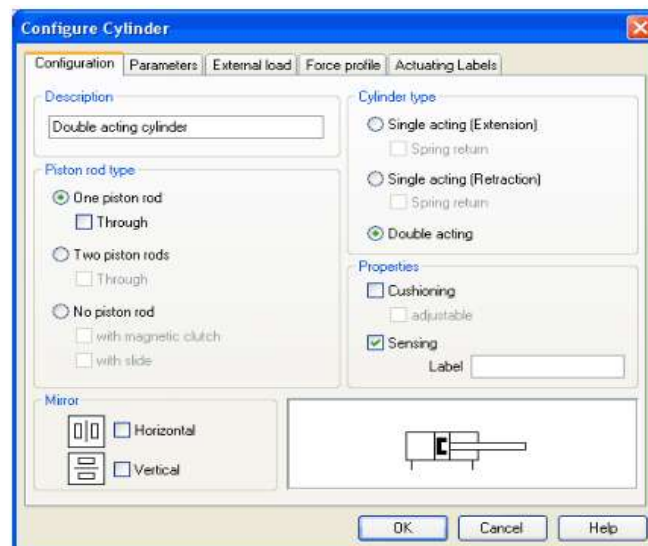 Configure Cylinder
Configuration Parameters External load Force profile Actuating Labels
Description
Double acting cylinder
Piston rod type
One piston rod
Through
Two piston rods
Through
No piston rod
with magnetic clutch
with slide
Cylinder type
Single acting (Extension)
Spring return
Single acting (Retraction)
Spring return
Double acting
Properties
Cushioning
adjustable
Sensing
Label
Mirror
Horizontal
Vertical
OK Cancel Help